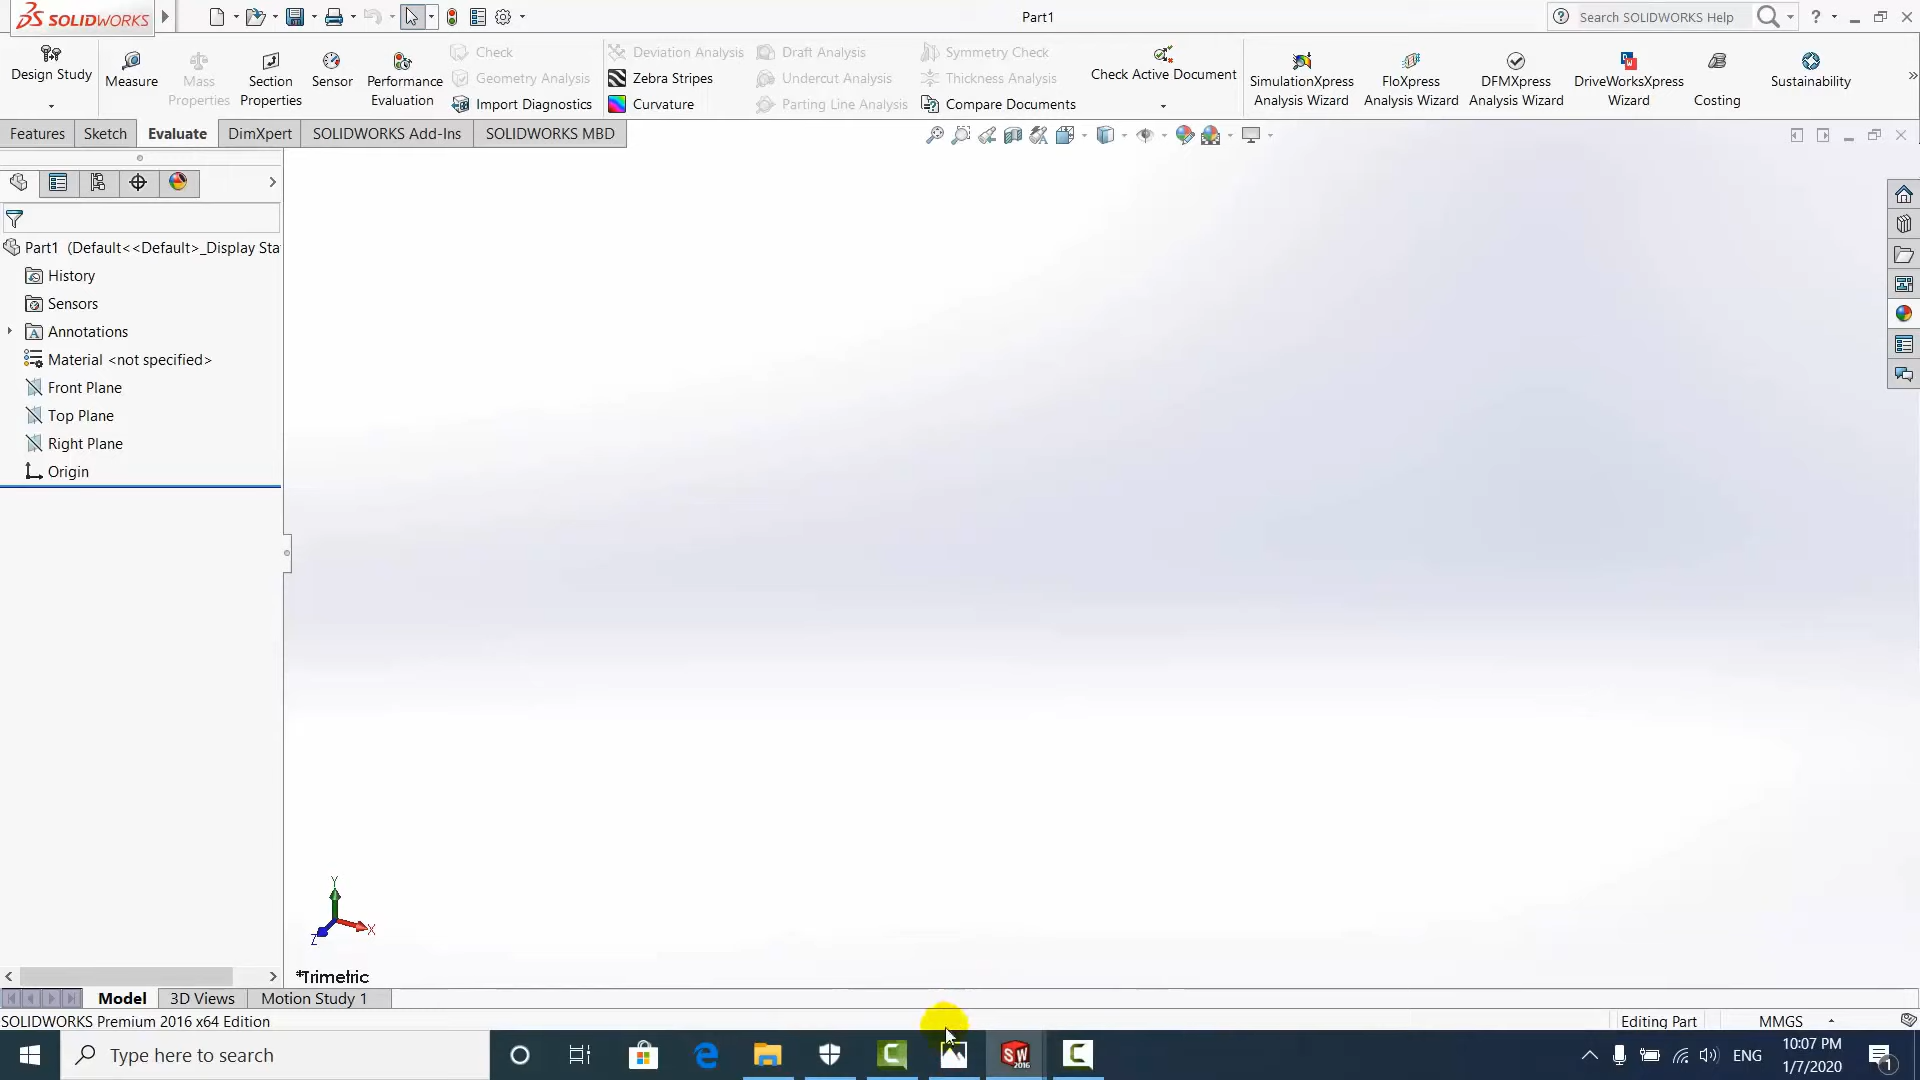 SOLIDWORKS
Part1
Search SOLIDWORKS Help
Design Study
Measure
Mass Properties
Section Properties
Sensor
Performance Evaluation
Check
Geometry Analysis
Import Diagnostics
Deviation Analysis
Zebra Stripes
Curvature
Draft Analysis
Undercut Analysis
Parting Line Analysis
Symmetry Check
Thickness Analysis
Compare Documents
Check Active Document
SimulationXpress Analysis Wizard
FloXpress Analysis Wizard
DFMXpress Analysis Wizard
DriveWorksXpress Wizard
Costing
Sustainability
Features
Sketch
Evaluate
DimXpert
SOLIDWORKS Add-Ins
SOLIDWORKS MBD
Part1 (Default<<Default>_Display Sta
History
Sensors
Annotations
Material <not specified>
Front Plane
Top Plane
Right Plane
Origin
Y
X
Z
*Trimetric
Model
3D Views
Motion Study 1
SOLIDWORKS Premium 2016 x64 Edition
Editing Part
MMGS
Type here to search
SW 2016
ENG
10:07 PM
1/7/2020
1